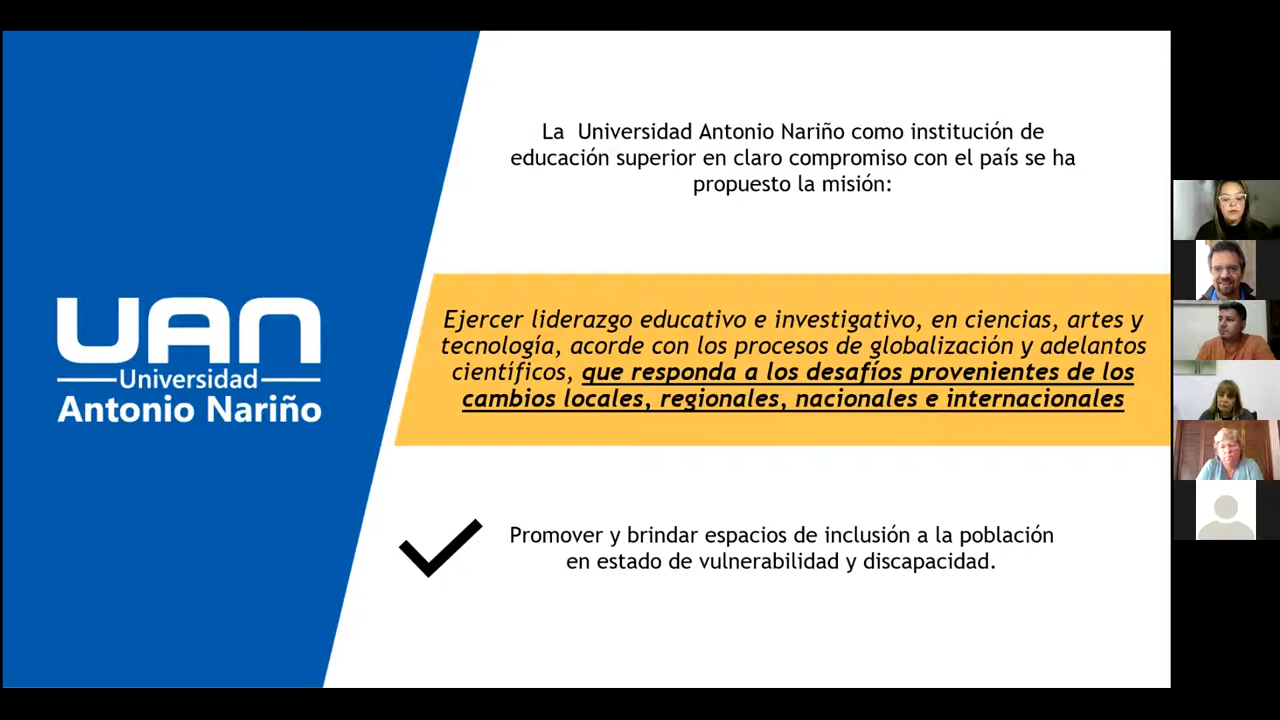 La Universidad Antonio Nariño como institución de
educación superior en claro compromiso con el país se ha
propuesto la misión:
Ejercer liderazgo educativo e investigativo, en ciencias, artes y
tecnología, acorde con los procesos de globalización y adelantos
científicos, que responda a los desafíos provenientes de los
cambios locales, regionales, nacionales e internacionales
UAN
Universidad
Antonio Nariño
Promover y brindar espacios de inclusión a la población
en estado de vulnerabilidad y discapacidad.